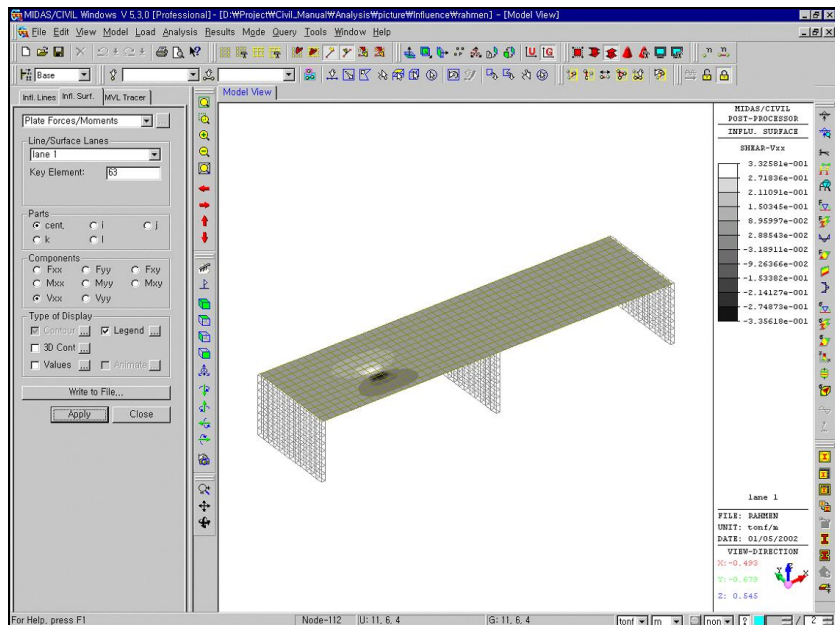 MIDAS/CIVIL Windows V 5,3,0 [Professional] - [D:₩Project₩Civil_Manual₩Analysis₩picture₩Influence₩rahmen] - [Model View]
File Edit View Model Load Analysis Results Mode Query Tools Window Help
Base
Infl. Lines Infl. Surf. MVL Tracer
Model View
Plate Forces/Moments
Line/Surface Lanes
lane 1
Key Element: 63
Parts
cent. i j
k l
Components
Fxx Fyy Fxy
Mxx Myy Mxy
Vxx Vyy
Type of Display
Contour ... Legend ...
3D Cont ...
Values ... Animate ...
Write to File,,,
Apply Close
MIDAS/CIVIL
POST-PROCESSOR
INFLU. SURFACE
SHEAR-Vxx
3.32581e-001
2.71836e-001
2.11091e-001
1.50345e-001
8.95997e-002
2.88543e-002
-3.18911e-002
-9.26366e-002
-1.53382e-001
-2.14127e-001
-2.74873e-001
-3.35618e-001
lane 1
FILE: RAHMEN
UNIT: tonf/m
DATE: 01/05/2002
VIEW-DIRECTION
X:-0.493
Y:-0.679
Z: 0.545
For Help, press F1 Node-112 U: 11, 6, 4 G: 11, 6, 4 tonf m non ? / 2